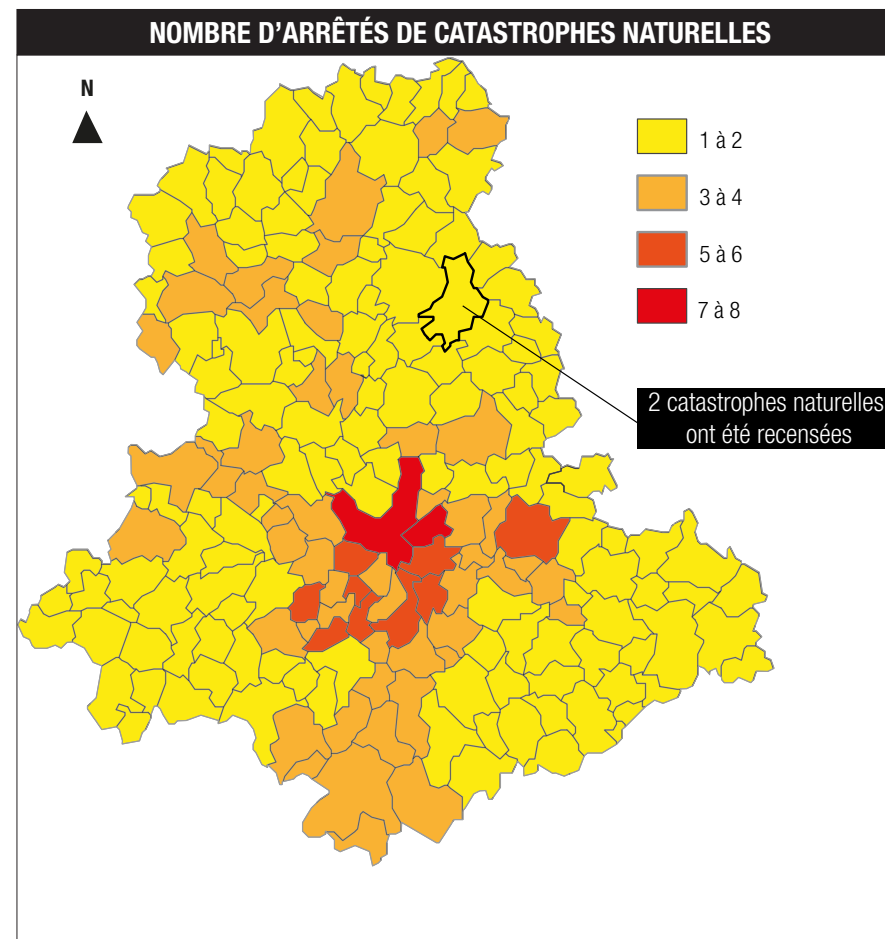 NOMBRE D'ARRÊTÉS DE CATASTROPHES NATURELLES
N
1 à 2
3 à 4
5 à 6
7 à 8
2 catastrophes naturelles
ont été recensées